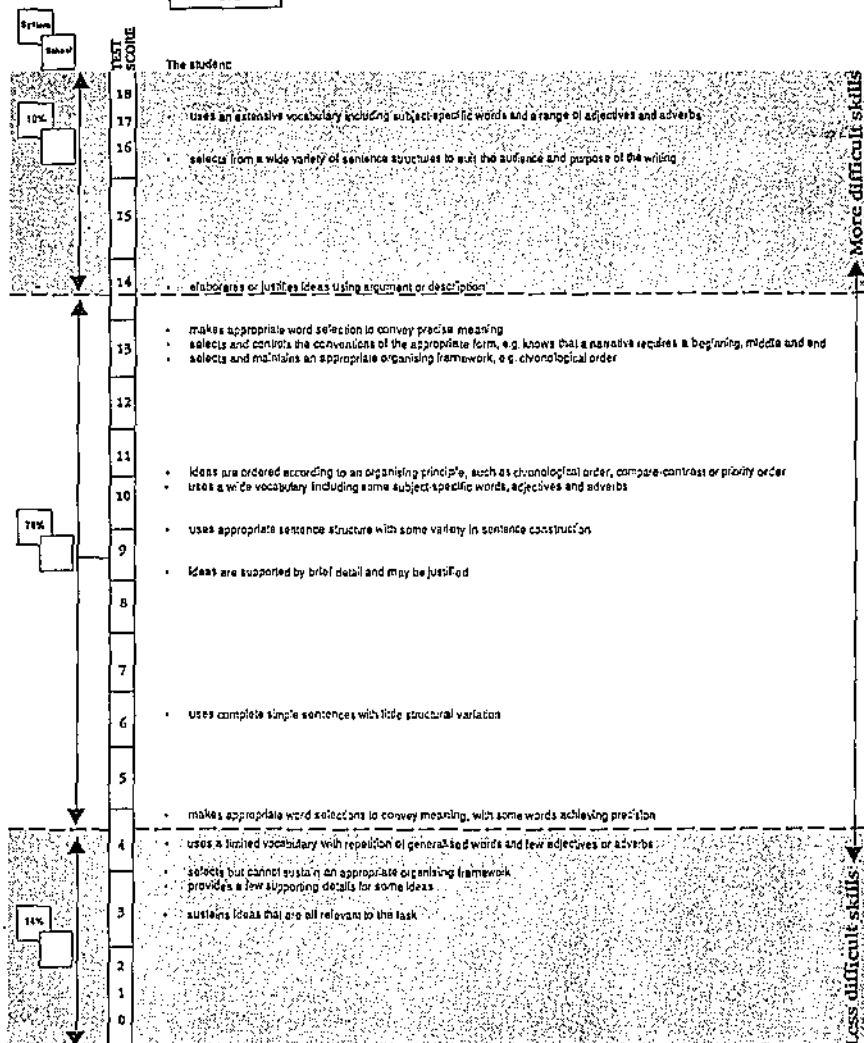 System
School
TEST SCORE
The student:
18
17
16
15
14
13
12
11
10
9
8
7
6
5
4
3
2
1
0
10%
• uses an extensive vocabulary including subject-specific words and a range of adjectives and adverbs
• selects from a wide variety of sentence structures to suit the audience and purpose of the writing
• elaborates or justifies ideas using argument or description
• makes appropriate word selection to convey precise meaning
• selects and controls the conventions of the appropriate form, e.g. knows that a narrative requires a beginning, middle and end
• selects and maintains an appropriate organising framework, e.g. chronological order
• ideas are ordered according to an organising principle, such as chronological order, compare-contrast or priority order
• uses a wide vocabulary including some subject-specific words, adjectives and adverbs
• uses appropriate sentence structure with some variety in sentence construction
• ideas are supported by brief detail and may be justified
• uses complete simple sentences with little structural variation
• makes appropriate word selections to convey meaning, with some words achieving precision
• uses a limited vocabulary with repetition of generalised words and few adjectives or adverbs
• selects but cannot sustain an appropriate organising framework
• provides a few supporting details for some ideas
• sustains ideas that are all relevant to the task
14%
More difficult skills
Less difficult skills